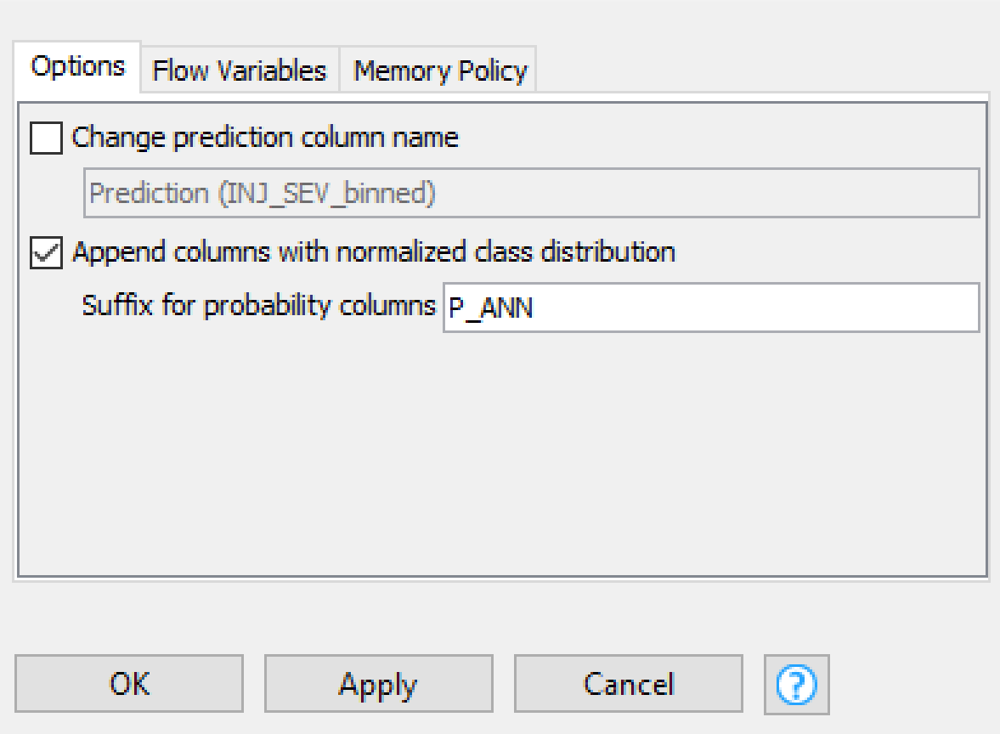 Options Flow Variables Memory Policy
Change prediction column name
Prediction (INJ_SEV_binned)
Append columns with normalized class distribution
Suffix for probability columns P_ANN
OK Apply Cancel ?